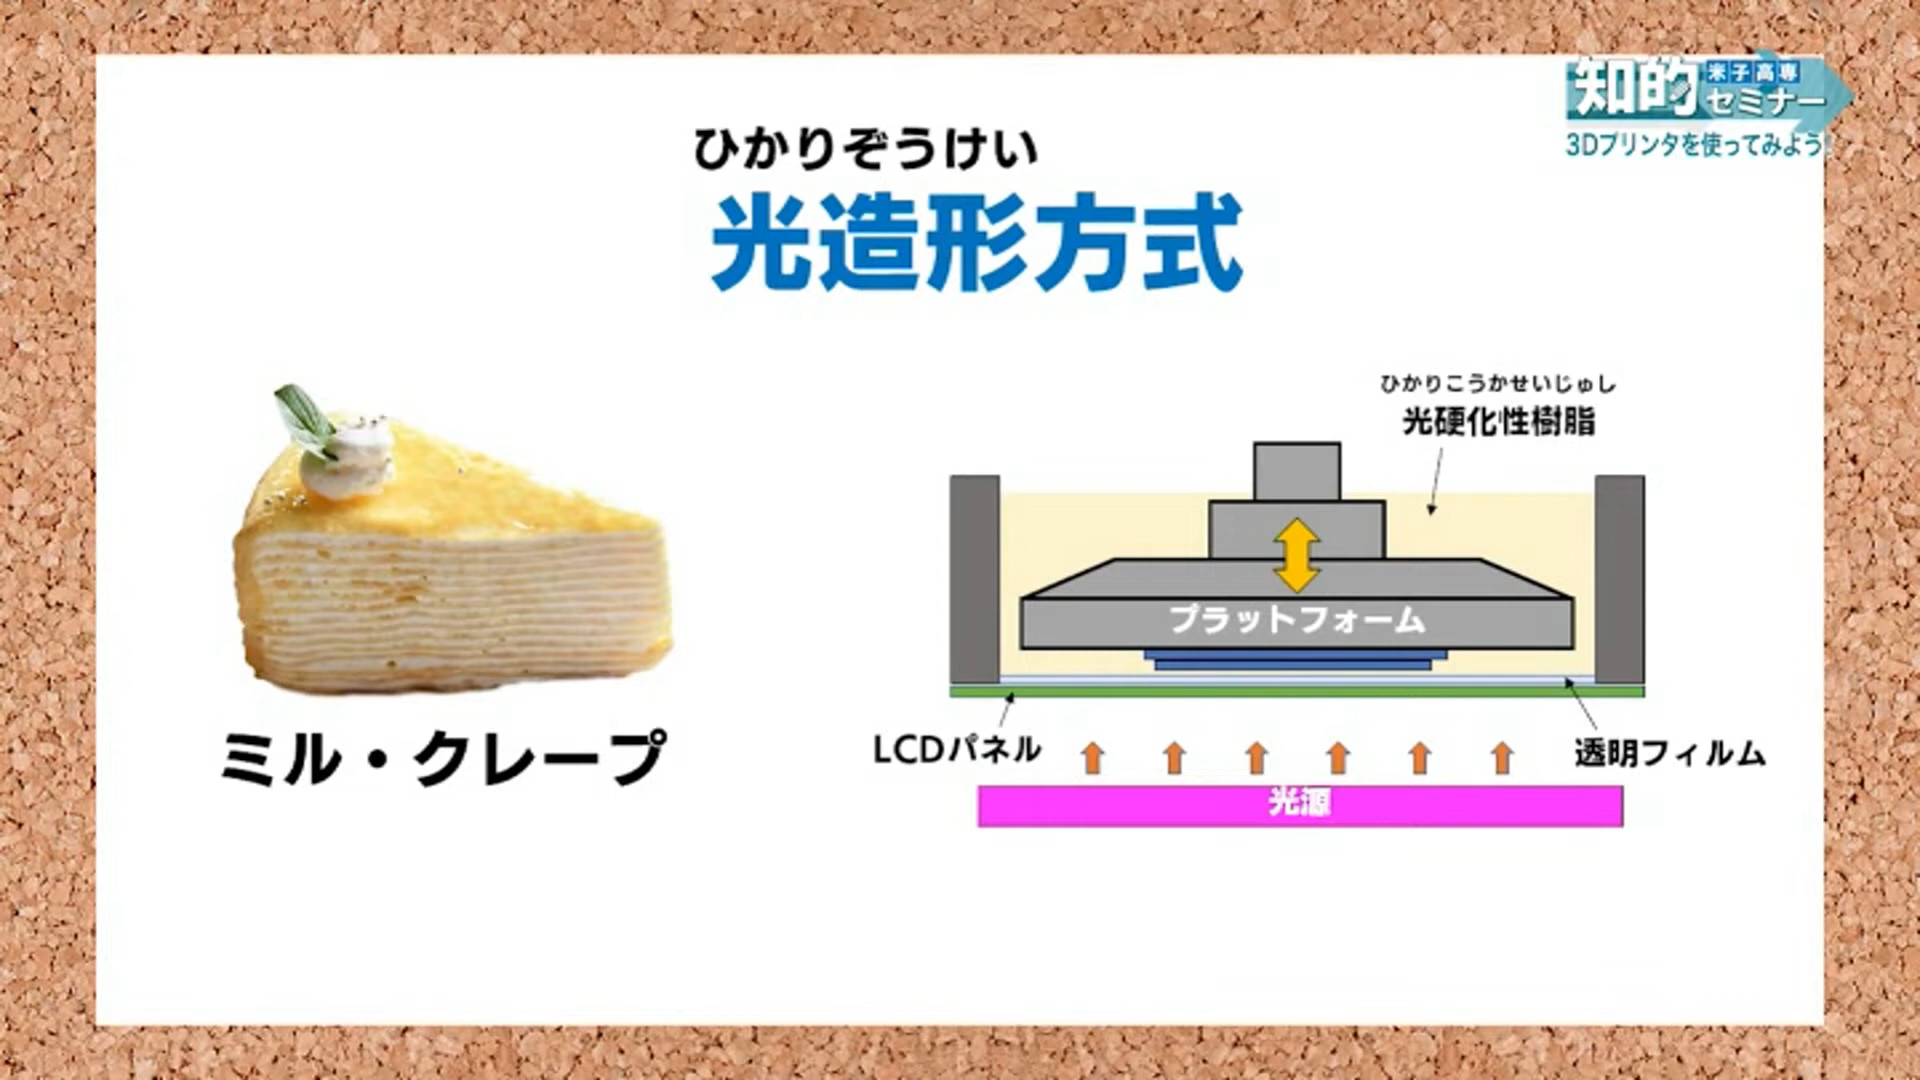 知的 米子高専 セミナー
3Dプリンタを使ってみよう!
ひかりぞうけい
光造形方式
ミル・クレープ
ひかりこうかせいじゅし
光硬化性樹脂
プラットフォーム
LCDパネル
透明フィルム
光源